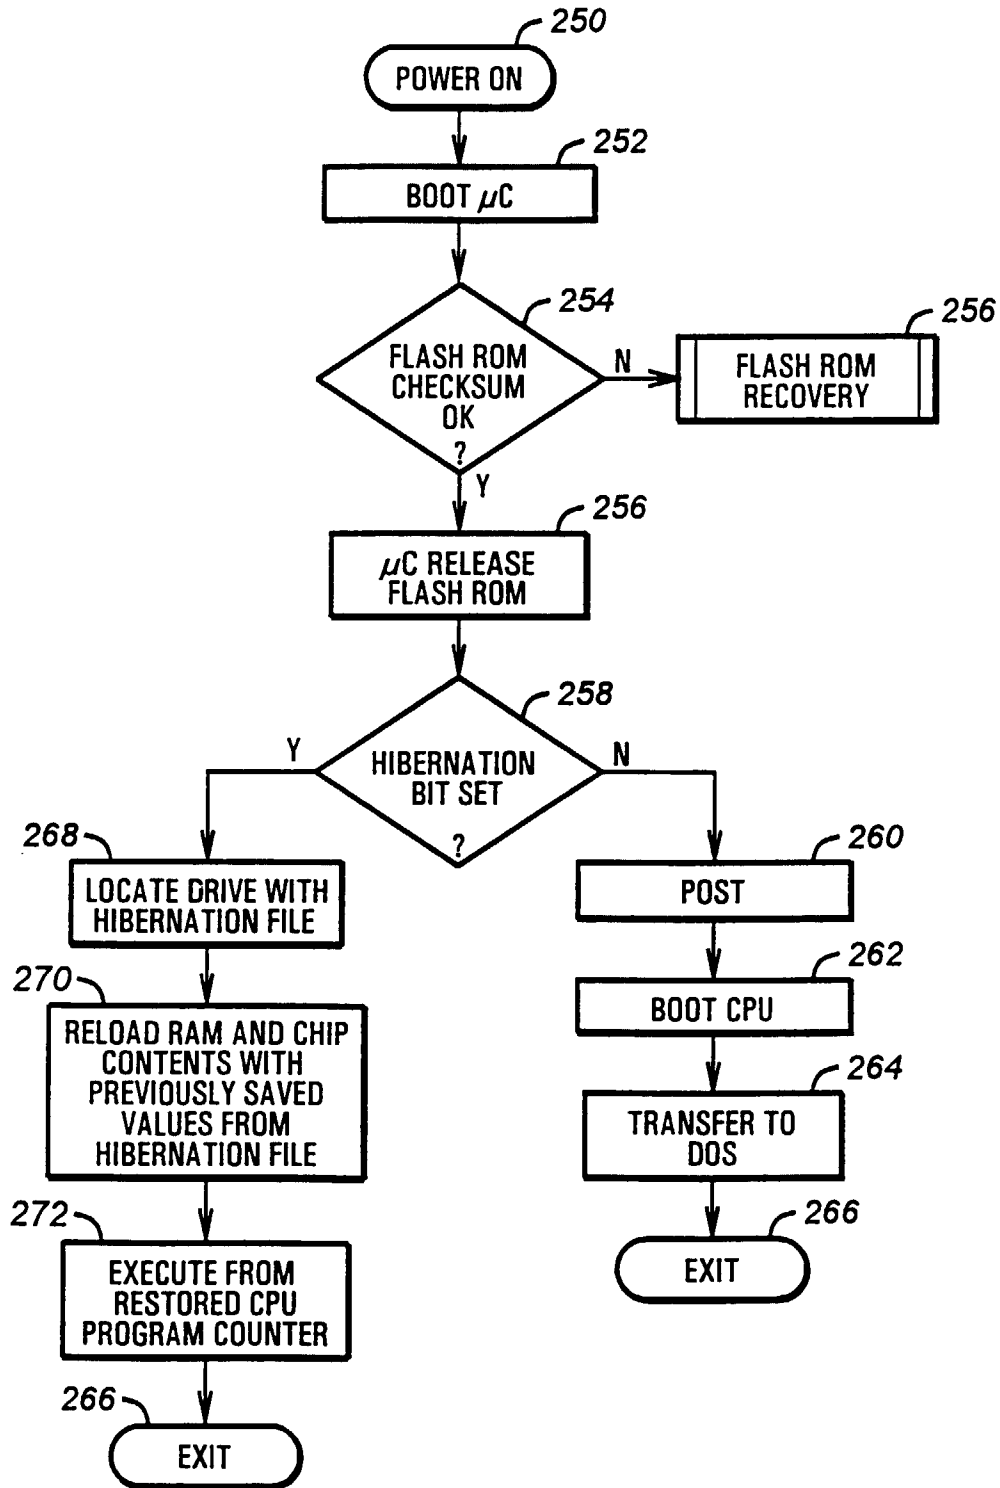 250
POWER ON
252
BOOT μC
254
FLASH ROM
CHECKSUM
OK
?
N
Y
256
FLASH ROM
RECOVERY
256
μC RELEASE
FLASH ROM
258
HIBERNATION
BIT SET
?
Y
N
268
LOCATE DRIVE WITH
HIBERNATION FILE
270
RELOAD RAM AND CHIP
CONTENTS WITH
PREVIOUSLY SAVED
VALUES FROM
HIBERNATION FILE
272
EXECUTE FROM
RESTORED CPU
PROGRAM COUNTER
266
EXIT
260
POST
262
BOOT CPU
264
TRANSFER TO
DOS
266
EXIT